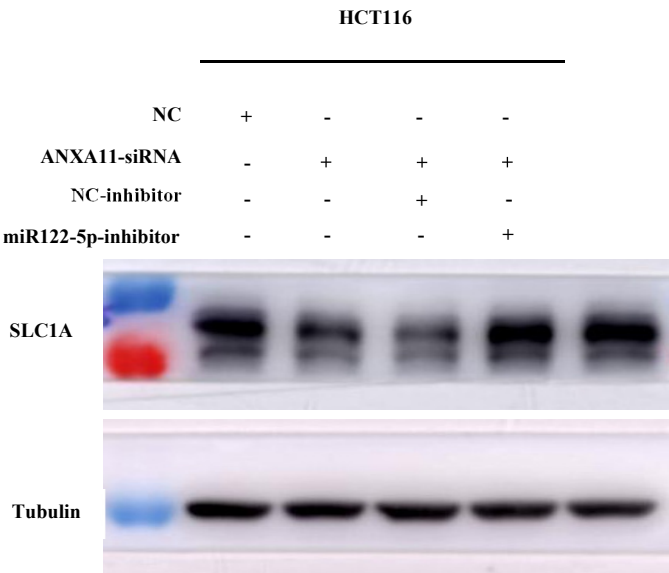 HCT116
NC + - - -
ANXA11-siRNA - + + +
NC-inhibitor - - + -
miR122-5p-inhibitor - - - +
SLC1A
Tubulin